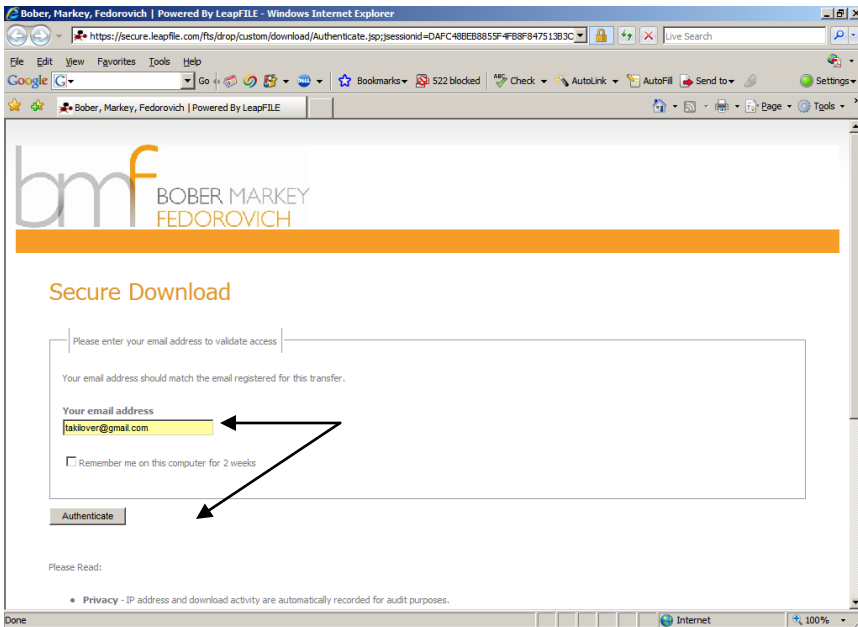 Bober, Markey, Fedorovich | Powered By LeapFILE - Windows Internet Explorer
https://secure.leapfile.com/fts/drop/custom/download/Authenticate.jsp;jsessionid=DAFC48BEB8855F4FB8F847513B3C Live Search
File Edit View Favorites Tools Help
Google G Go 522 blocked Bookmarks Check AutoLink AutoFill Send to Settings
Bober, Markey, Fedorovich | Powered By LeapFILE Page Tools
bmf BOBER MARKEY
FEDOROVICH
Secure Download
Please enter your email address to validate access
Your email address should match the email registered for this transfer.
Your email address
takilover@gmail.com
Remember me on this computer for 2 weeks
Authenticate
Please Read:
• Privacy - IP address and download activity are automatically recorded for audit purposes.
Done Internet 100%